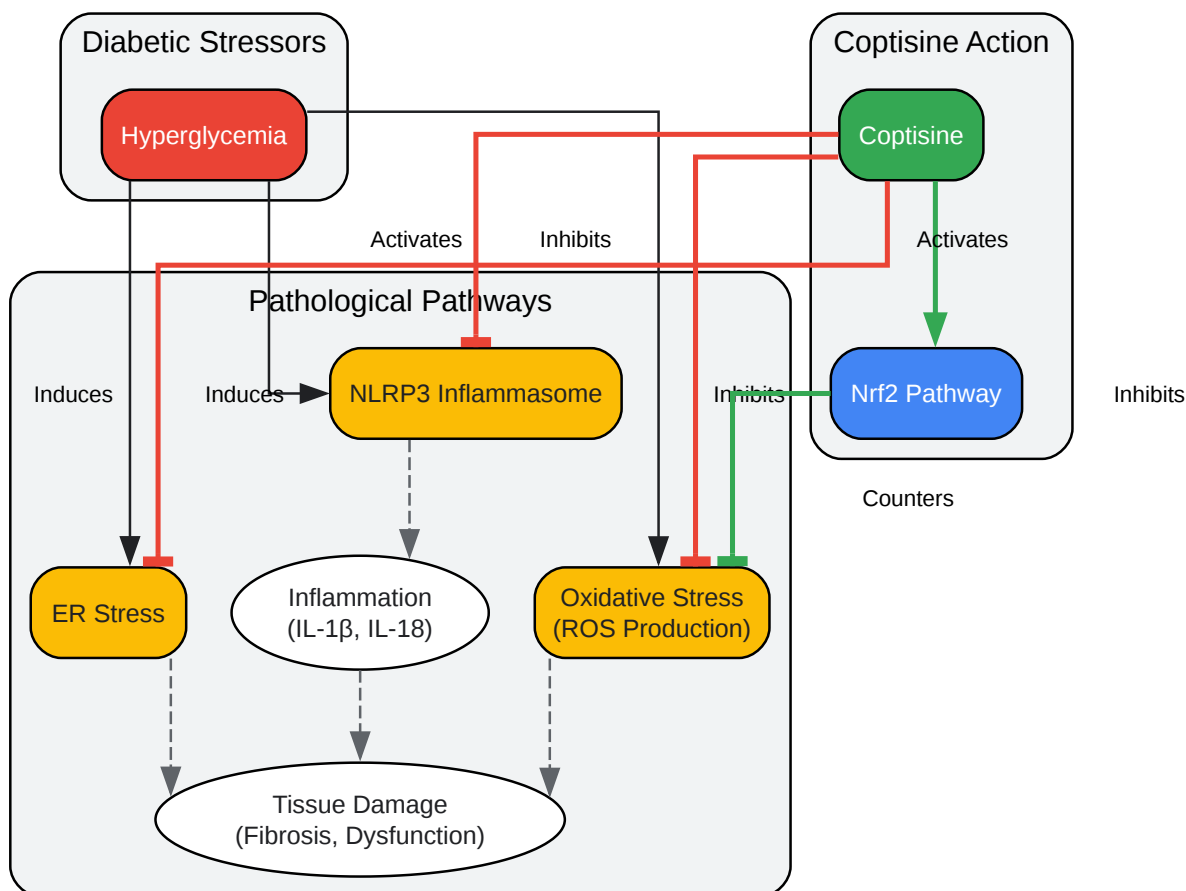 Diabetic Stressors
Coptisine Action
Hyperglycemia
Coptisine
Activates
Inhibits
Activates
Pathological Pathways
Induces
Induces
NLRP3 Inflammasome
Inhibits
Nrf2 Pathway
Inhibits
Counters
ER Stress
Inflammation
(IL-1β, IL-18)
Oxidative Stress
(ROS Production)
Tissue Damage
(Fibrosis, Dysfunction)